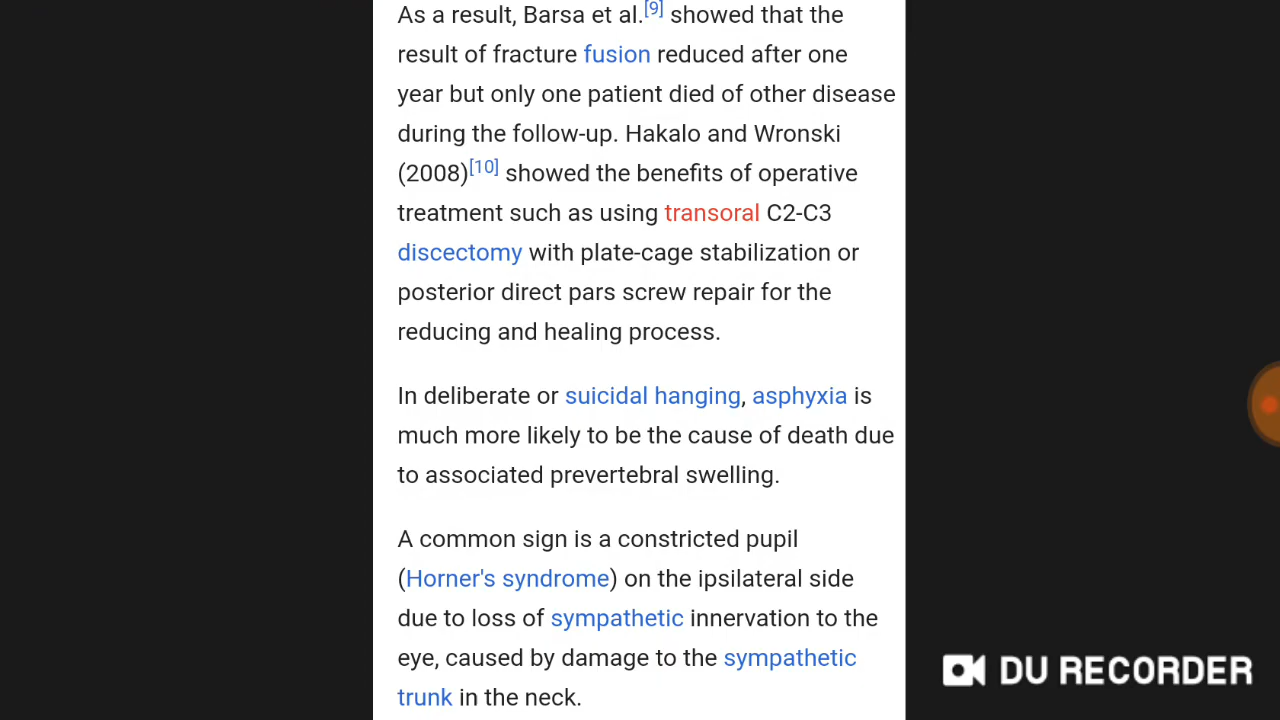 As a result, Barsa et al.[9] showed that the
result of fracture fusion reduced after one
year but only one patient died of other disease
during the follow-up. Hakalo and Wronski
(2008)[10] showed the benefits of operative
treatment such as using transoral C2-C3
discectomy with plate-cage stabilization or
posterior direct pars screw repair for the
reducing and healing process.
In deliberate or suicidal hanging, asphyxia is
much more likely to be the cause of death due
to associated prevertebral swelling.
A common sign is a constricted pupil
(Horner's syndrome) on the ipsilateral side
due to loss of sympathetic innervation to the
eye, caused by damage to the sympathetic
trunk in the neck.
DU RECORDER